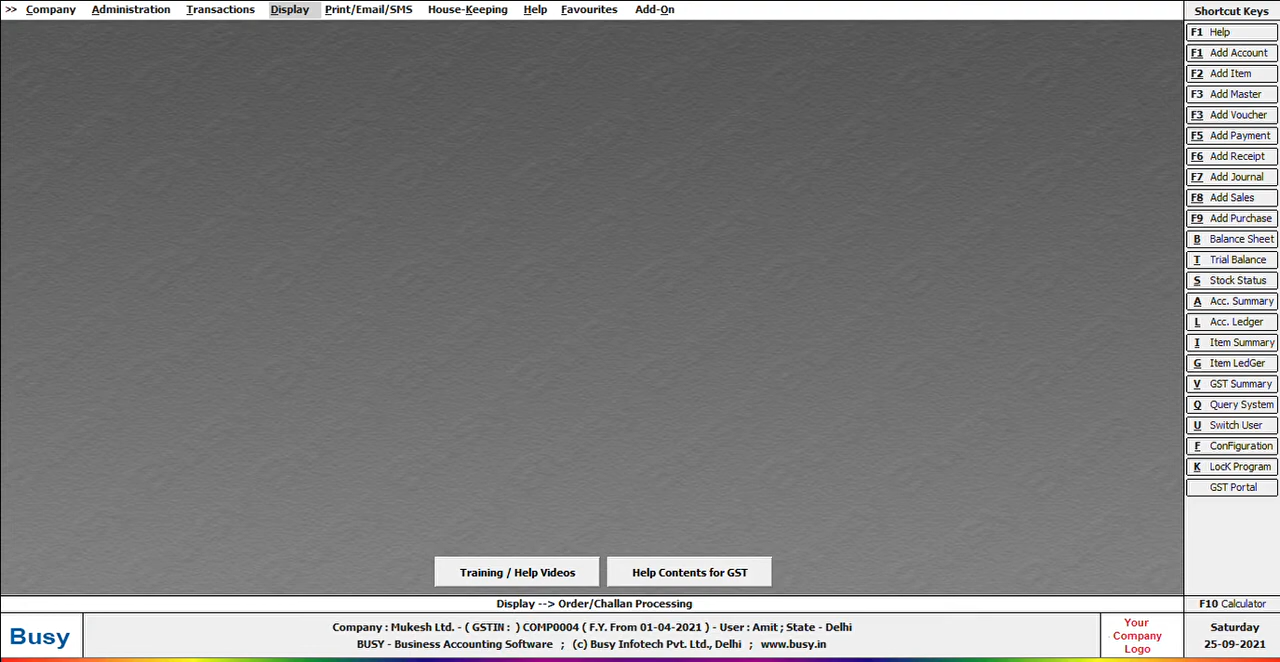 >> Company Administration Transactions Display Print/Email/SMS House-Keeping Help Favourites Add-On
Shortcut Keys
F1 Help
F1 Add Account
F2 Add Item
F3 Add Master
F3 Add Voucher
F5 Add Payment
F6 Add Receipt
F7 Add Journal
F8 Add Sales
F9 Add Purchase
B Balance Sheet
T Trial Balance
S Stock Status
A Acc. Summary
L Acc. Ledger
I Item Summary
G Item LedGer
V GST Summary
Q Query System
U Switch User
F ConFiguration
K LocK Program
GST Portal
Training / Help Videos Help Contents for GST
Display --> Order/Challan Processing
F10 Calculator
Busy
Company : Mukesh Ltd. - ( GSTIN : ) COMP0004 ( F.Y. From 01-04-2021 ) - User : Amit ; State - Delhi
BUSY - Business Accounting Software ; (c) Busy Infotech Pvt. Ltd., Delhi ; www.busy.in
Your
Company
Logo
Saturday
25-09-2021